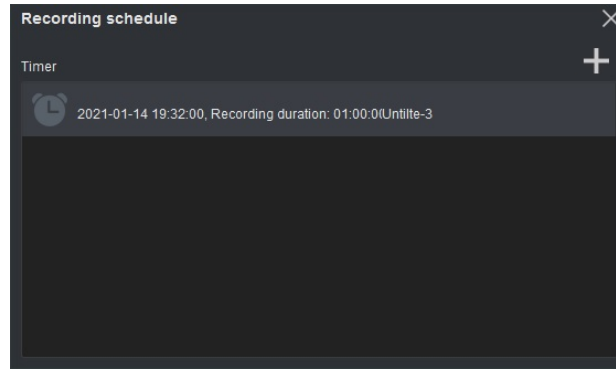 Recording schedule
Timer
2021-01-14 19:32:00, Recording duration: 01:00:0(Untilte-3